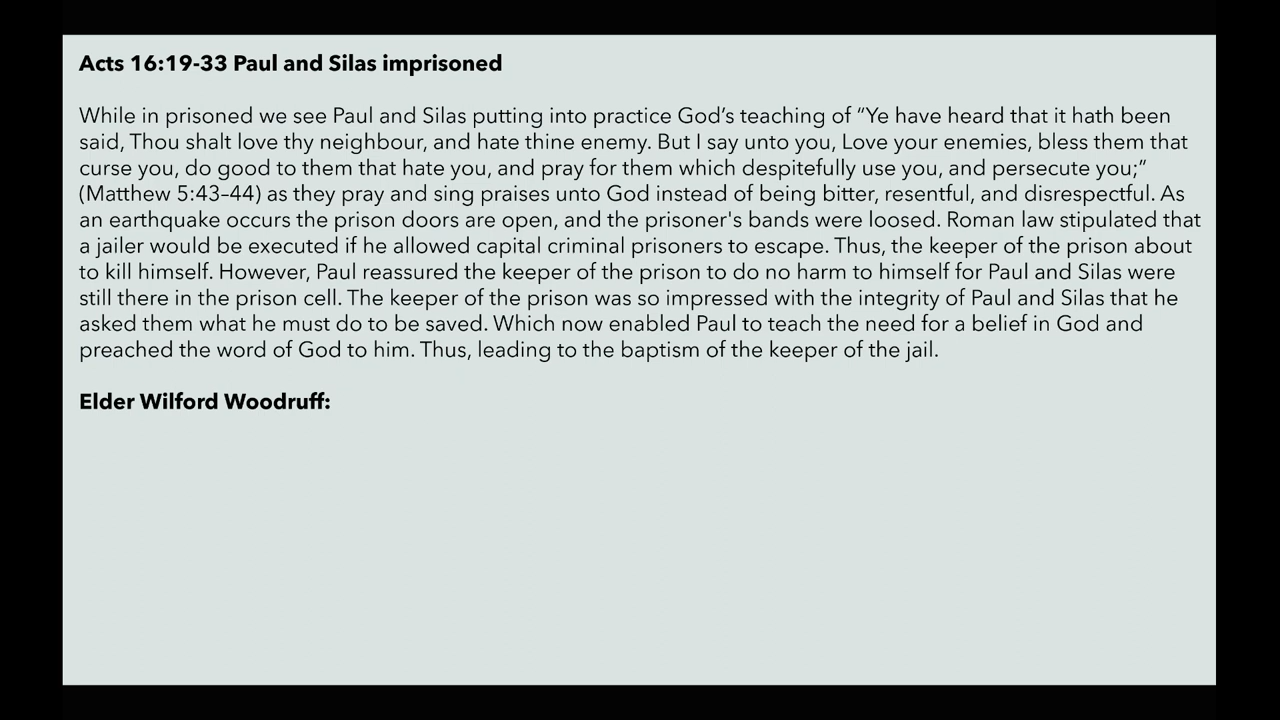 Acts 16:19-33 Paul and Silas imprisoned
While in prisoned we see Paul and Silas putting into practice God’s teaching of “Ye have heard that it hath been
said, Thou shalt love thy neighbour, and hate thine enemy. But I say unto you, Love your enemies, bless them that
curse you, do good to them that hate you, and pray for them which despitefully use you, and persecute you;”
(Matthew 5:43–44) as they pray and sing praises unto God instead of being bitter, resentful, and disrespectful. As
an earthquake occurs the prison doors are open, and the prisoner's bands were loosed. Roman law stipulated that
a jailer would be executed if he allowed capital criminal prisoners to escape. Thus, the keeper of the prison about
to kill himself. However, Paul reassured the keeper of the prison to do no harm to himself for Paul and Silas were
still there in the prison cell. The keeper of the prison was so impressed with the integrity of Paul and Silas that he
asked them what he must do to be saved. Which now enabled Paul to teach the need for a belief in God and
preached the word of God to him. Thus, leading to the baptism of the keeper of the jail.
Elder Wilford Woodruff: